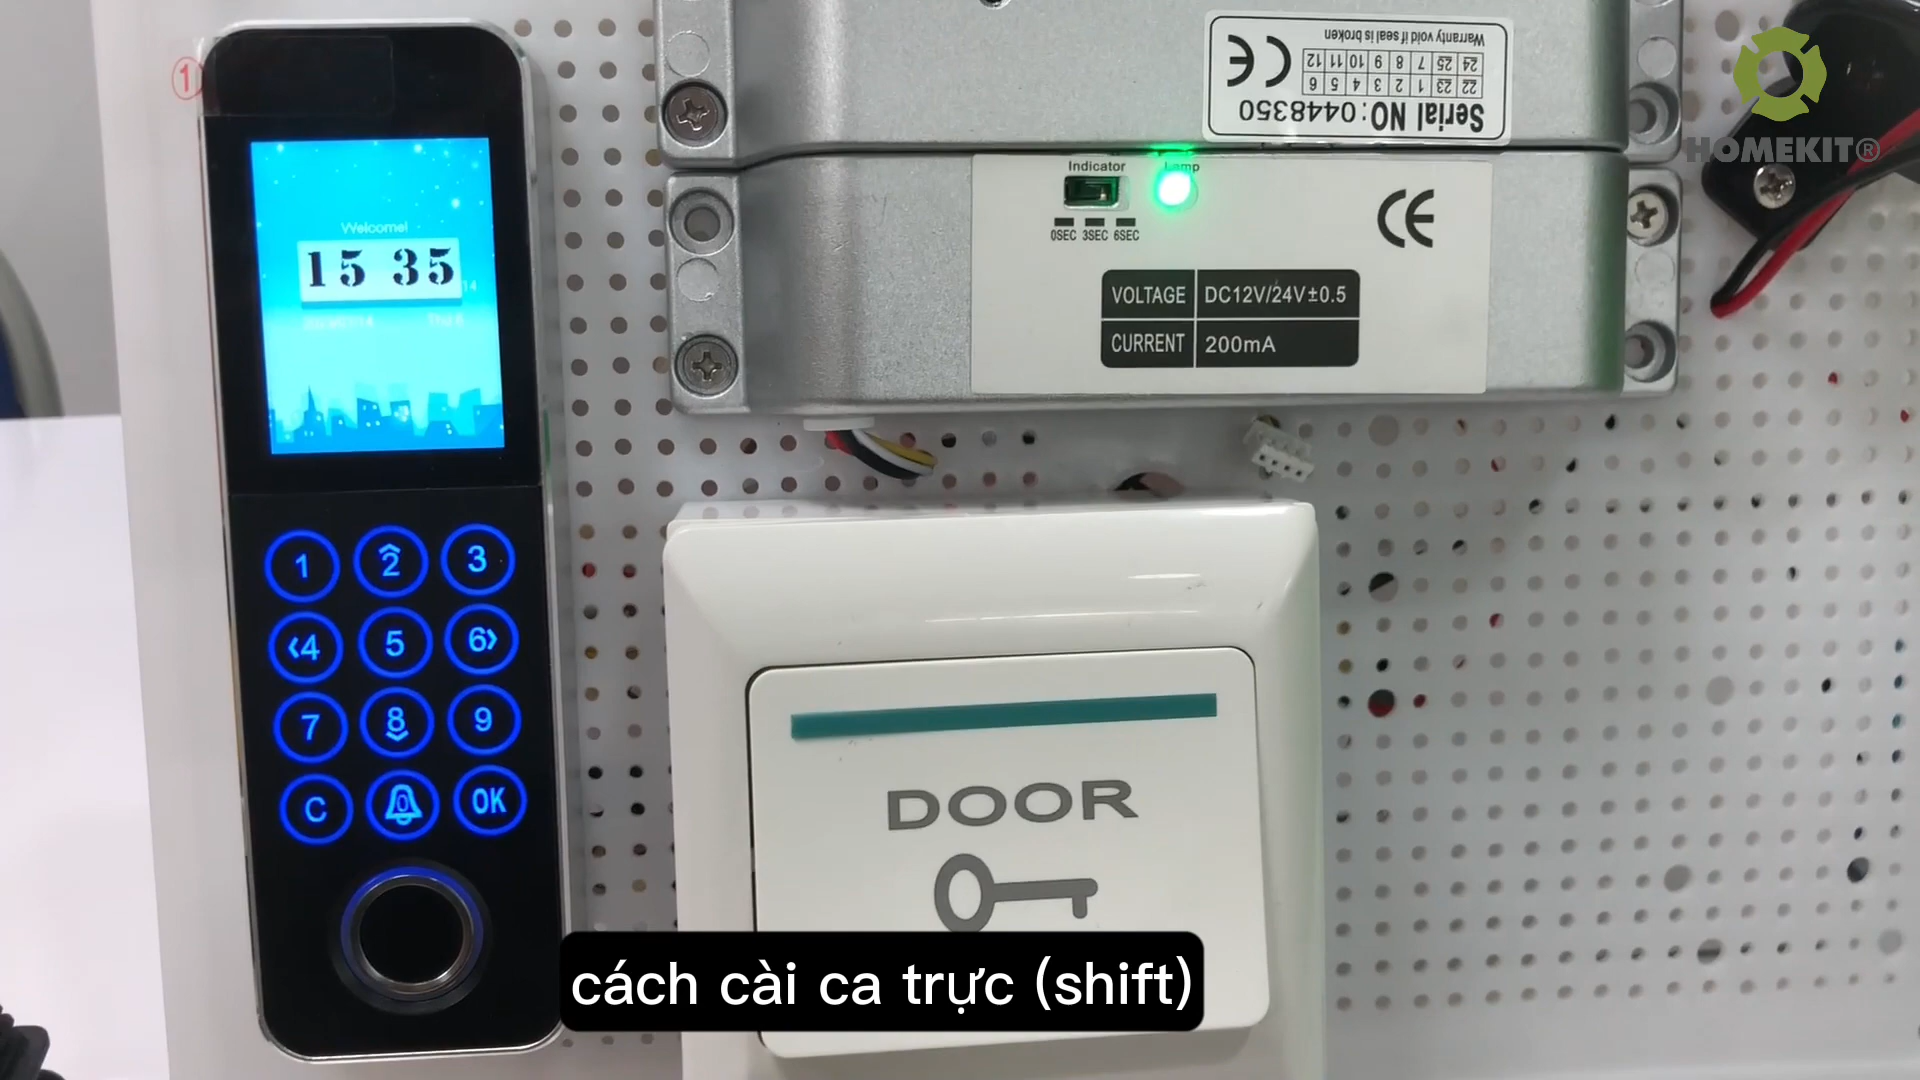 1
Welcome!
15 35
1
2
3
4
5
6
7
8
9
C
0
OK
Warranty void if seal is broken
22 23 1 2 3 4 5 6
24 25 7 8 9 10 11 12
Serial NO: 0448350
CE
HOMEKIT®
Indicator
Lamp
0SEC 3SEC 6SEC
CE
VOLTAGE DC12V/24V±0.5
CURRENT 200mA
DOOR
cách cài ca trực (shift)